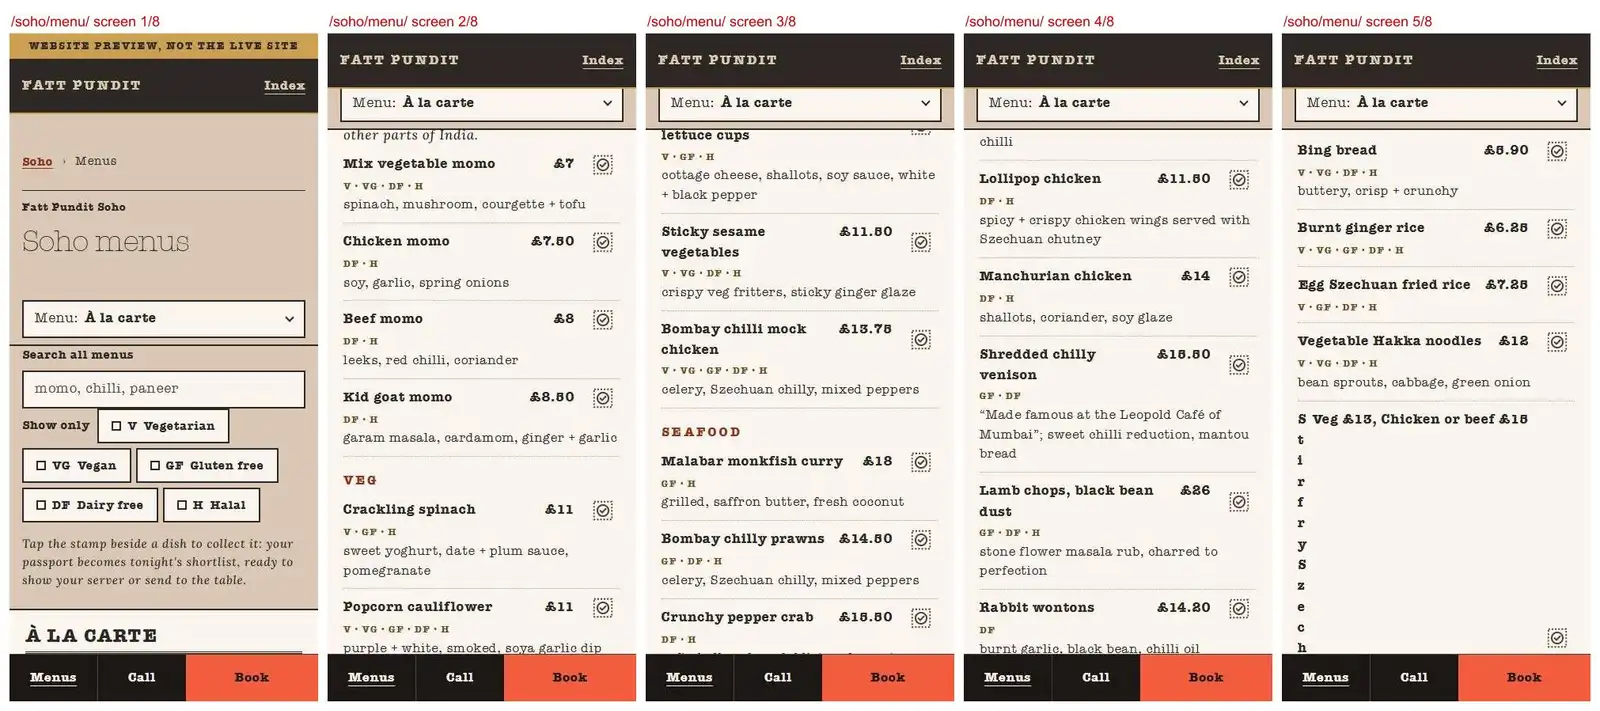 /soho/menu/ screen 1/8
WEBSITE PREVIEW, NOT THE LIVE SITE
FATT PUNDIT
Index
Soho › Menus
Fatt Pundit Soho
Soho menus
Menu: À la carte
Search all menus
momo, chilli, paneer
Show only
V Vegetarian
VG Vegan
GF Gluten free
DF Dairy free
H Halal
Tap the stamp beside a dish to collect it: your
passport becomes tonight's shortlist, ready to
show your server or send to the table.
À LA CARTE
Menus
Call
Book
/soho/menu/ screen 2/8
FATT PUNDIT
Index
Menu: À la carte
other parts of India.
Mix vegetable momo £7
V · VG · DF · H
spinach, mushroom, courgette + tofu
Chicken momo £7.50
DF · H
soy, garlic, spring onions
Beef momo £8
DF · H
leeks, red chilli, coriander
Kid goat momo £8.50
DF · H
garam masala, cardamom, ginger + garlic
VEG
Crackling spinach £11
V · GF · H
sweet yoghurt, date + plum sauce,
pomegranate
Popcorn cauliflower £11
V · VG · GF · DF · H
purple + white, smoked, soya garlic dip
Menus
Call
Book
/soho/menu/ screen 3/8
FATT PUNDIT
Index
Menu: À la carte
lettuce cups
V · GF · H
cottage cheese, shallots, soy sauce, white
+ black pepper
Sticky sesame £11.50
vegetables
V · VG · DF · H
crispy veg fritters, sticky ginger glaze
Bombay chilli mock £13.75
chicken
V · VG · GF · DF · H
celery, Szechuan chilly, mixed peppers
SEAFOOD
Malabar monkfish curry £18
GF · H
grilled, saffron butter, fresh coconut
Bombay chilly prawns £14.50
GF · DF · H
celery, Szechuan chilly, mixed peppers
Crunchy pepper crab £15.50
DF · H
Menus
Call
Book
/soho/menu/ screen 4/8
FATT PUNDIT
Index
Menu: À la carte
chilli
Lollipop chicken £11.50
DF · H
spicy + crispy chicken wings served with
Szechuan chutney
Manchurian chicken £14
DF · H
shallots, coriander, soy glaze
Shredded chilly £15.50
venison
GF · DF
“Made famous at the Leopold Café of
Mumbai”; sweet chilli reduction, mantou
bread
Lamb chops, black bean £26
dust
GF · DF · H
stone flower masala rub, charred to
perfection
Rabbit wontons £14.20
DF
burnt garlic, black bean, chilli oil
Menus
Call
Book
/soho/menu/ screen 5/8
FATT PUNDIT
Index
Menu: À la carte
Bing bread £5.90
V · VG · DF · H
buttery, crisp + crunchy
Burnt ginger rice £6.25
V · VG · GF · DF · H
Egg Szechuan fried rice £7.25
V · GF · DF · H
Vegetable Hakka noodles £12
V · VG · DF · H
bean sprouts, cabbage, green onion
S Veg £13, Chicken or beef £15
t
i
r
f
r
y
S
z
e
c
h
Menus
Call
Book